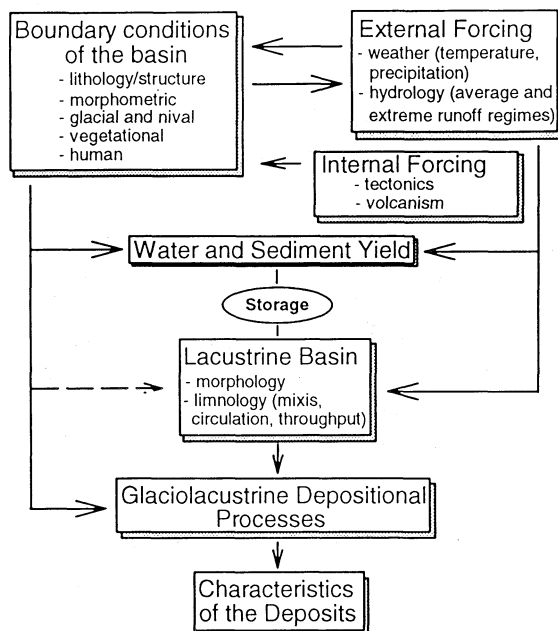 Boundary conditions
of the basin
- lithology/structure
- morphometric
- glacial and nival
- vegetational
- human
External Forcing
- weather (temperature,
precipitation)
- hydrology (average and
extreme runoff regimes)
Internal Forcing
- tectonics
- volcanism
Water and Sediment Yield
Storage
Lacustrine Basin
- morphology
- limnology (mixis,
circulation, throughput)
Glaciolacustrine Depositional
Processes
Characteristics
of the Deposits